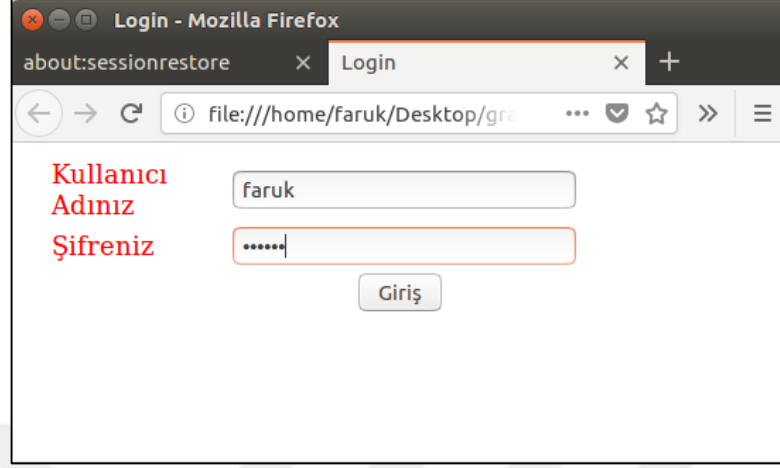 Login - Mozilla Firefox
about:sessionrestore
Login
file:///home/faruk/Desktop/gra
Kullanıcı
Adınız
faruk
Şifreniz
••••••
Giriş